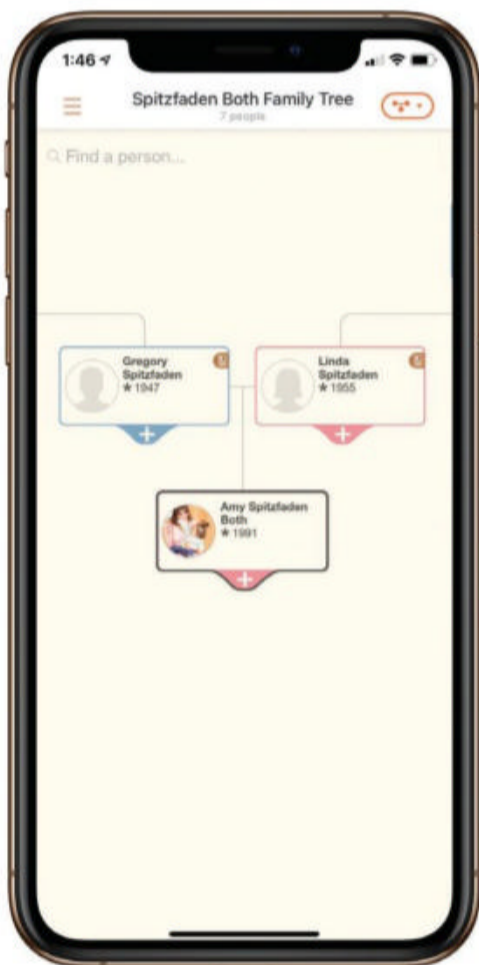 1:46
Spitzfaden Both Family Tree
7 people
Find a person...
Gregory
Spitzfaden
★ 1947
Linda
Spitzfaden
★ 1955
Amy Spitzfaden
Both
★ 1991